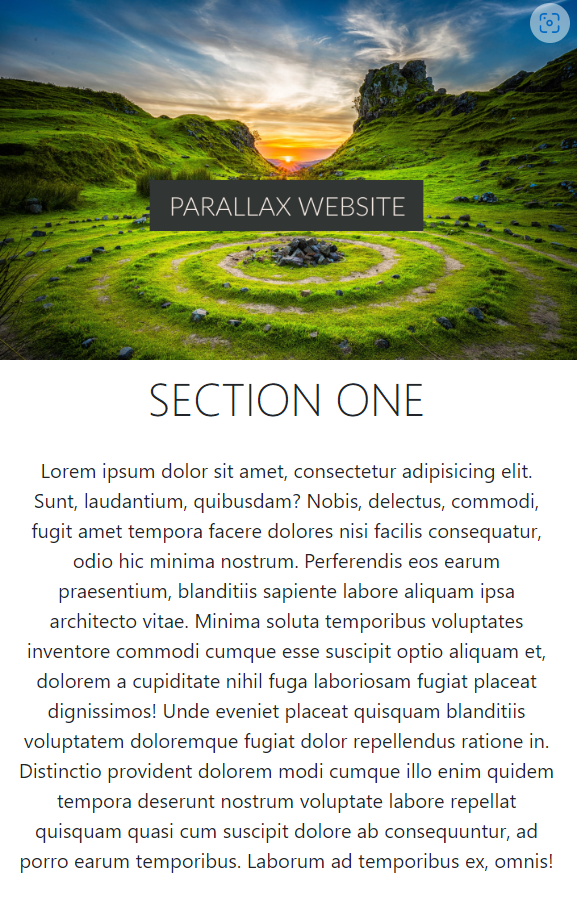 PARALLAX WEBSITE
SECTION ONE
Lorem ipsum dolor sit amet, consectetur adipisicing elit.
Sunt, laudantium, quibusdam? Nobis, delectus, commodi,
fugit amet tempora facere dolores nisi facilis consequatur,
odio hic minima nostrum. Perferendis eos earum
praesentium, blanditiis sapiente labore aliquam ipsa
architecto vitae. Minima soluta temporibus voluptates
inventore commodi cumque esse suscipit optio aliquam et,
dolorem a cupiditate nihil fuga laboriosam fugiat placeat
dignissimos! Unde eveniet placeat quisquam blanditiis
voluptatem doloremque fugiat dolor repellendus ratione in.
Distinctio provident dolorem modi cumque illo enim quidem
tempora deserunt nostrum voluptate labore repellat
quisquam quasi cum suscipit dolore ab consequuntur, ad
porro earum temporibus. Laborum ad temporibus ex, omnis!